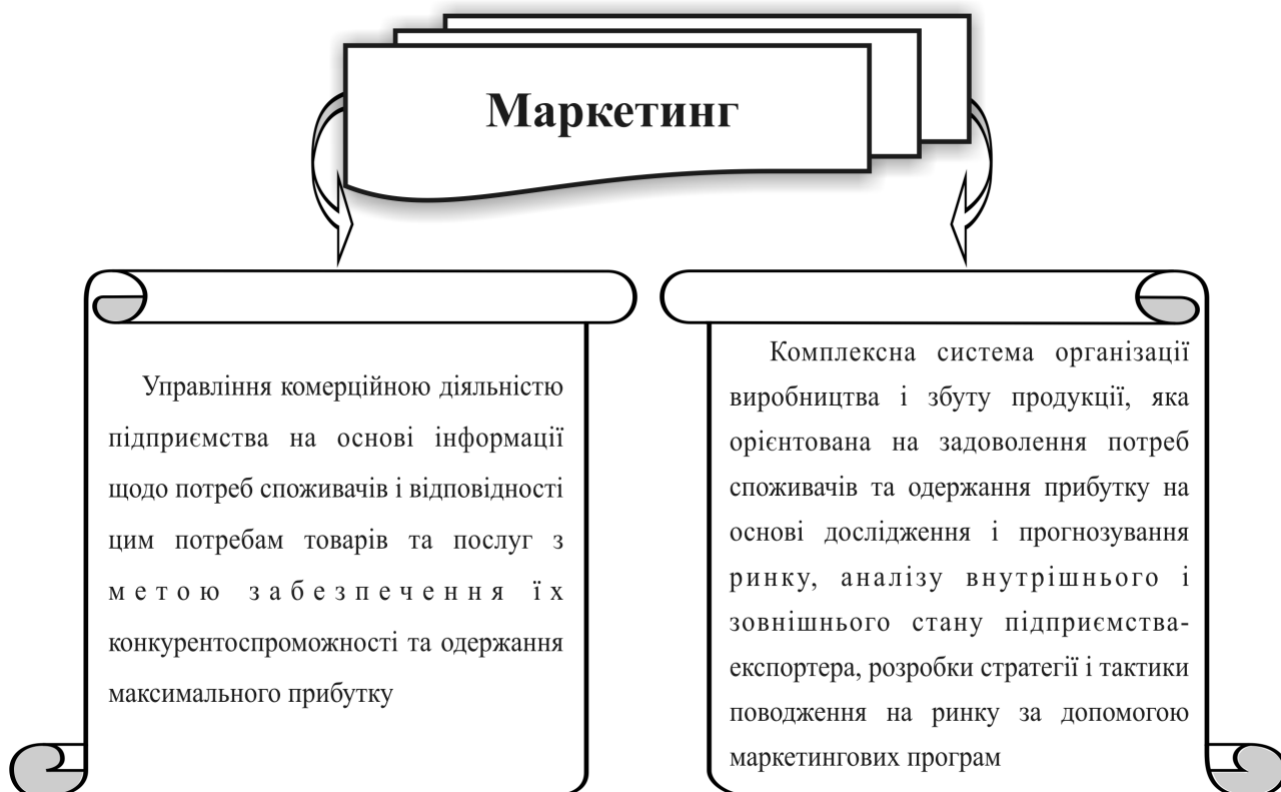 Маркетинг
Управління комерційною діяльністю
підприємства на основі інформації
щодо потреб споживачів і відповідності
цим потребам товарів та послуг з
метою забезпечення їх
конкурентоспроможності та одержання
максимального прибутку
Комплексна система організації
виробництва і збуту продукції, яка
орієнтована на задоволення потреб
споживачів та одержання прибутку на
основі дослідження і прогнозування
ринку, аналізу внутрішнього і
зовнішнього стану підприємства-
експортера, розробки стратегії і тактики
поводження на ринку за допомогою
маркетингових програм